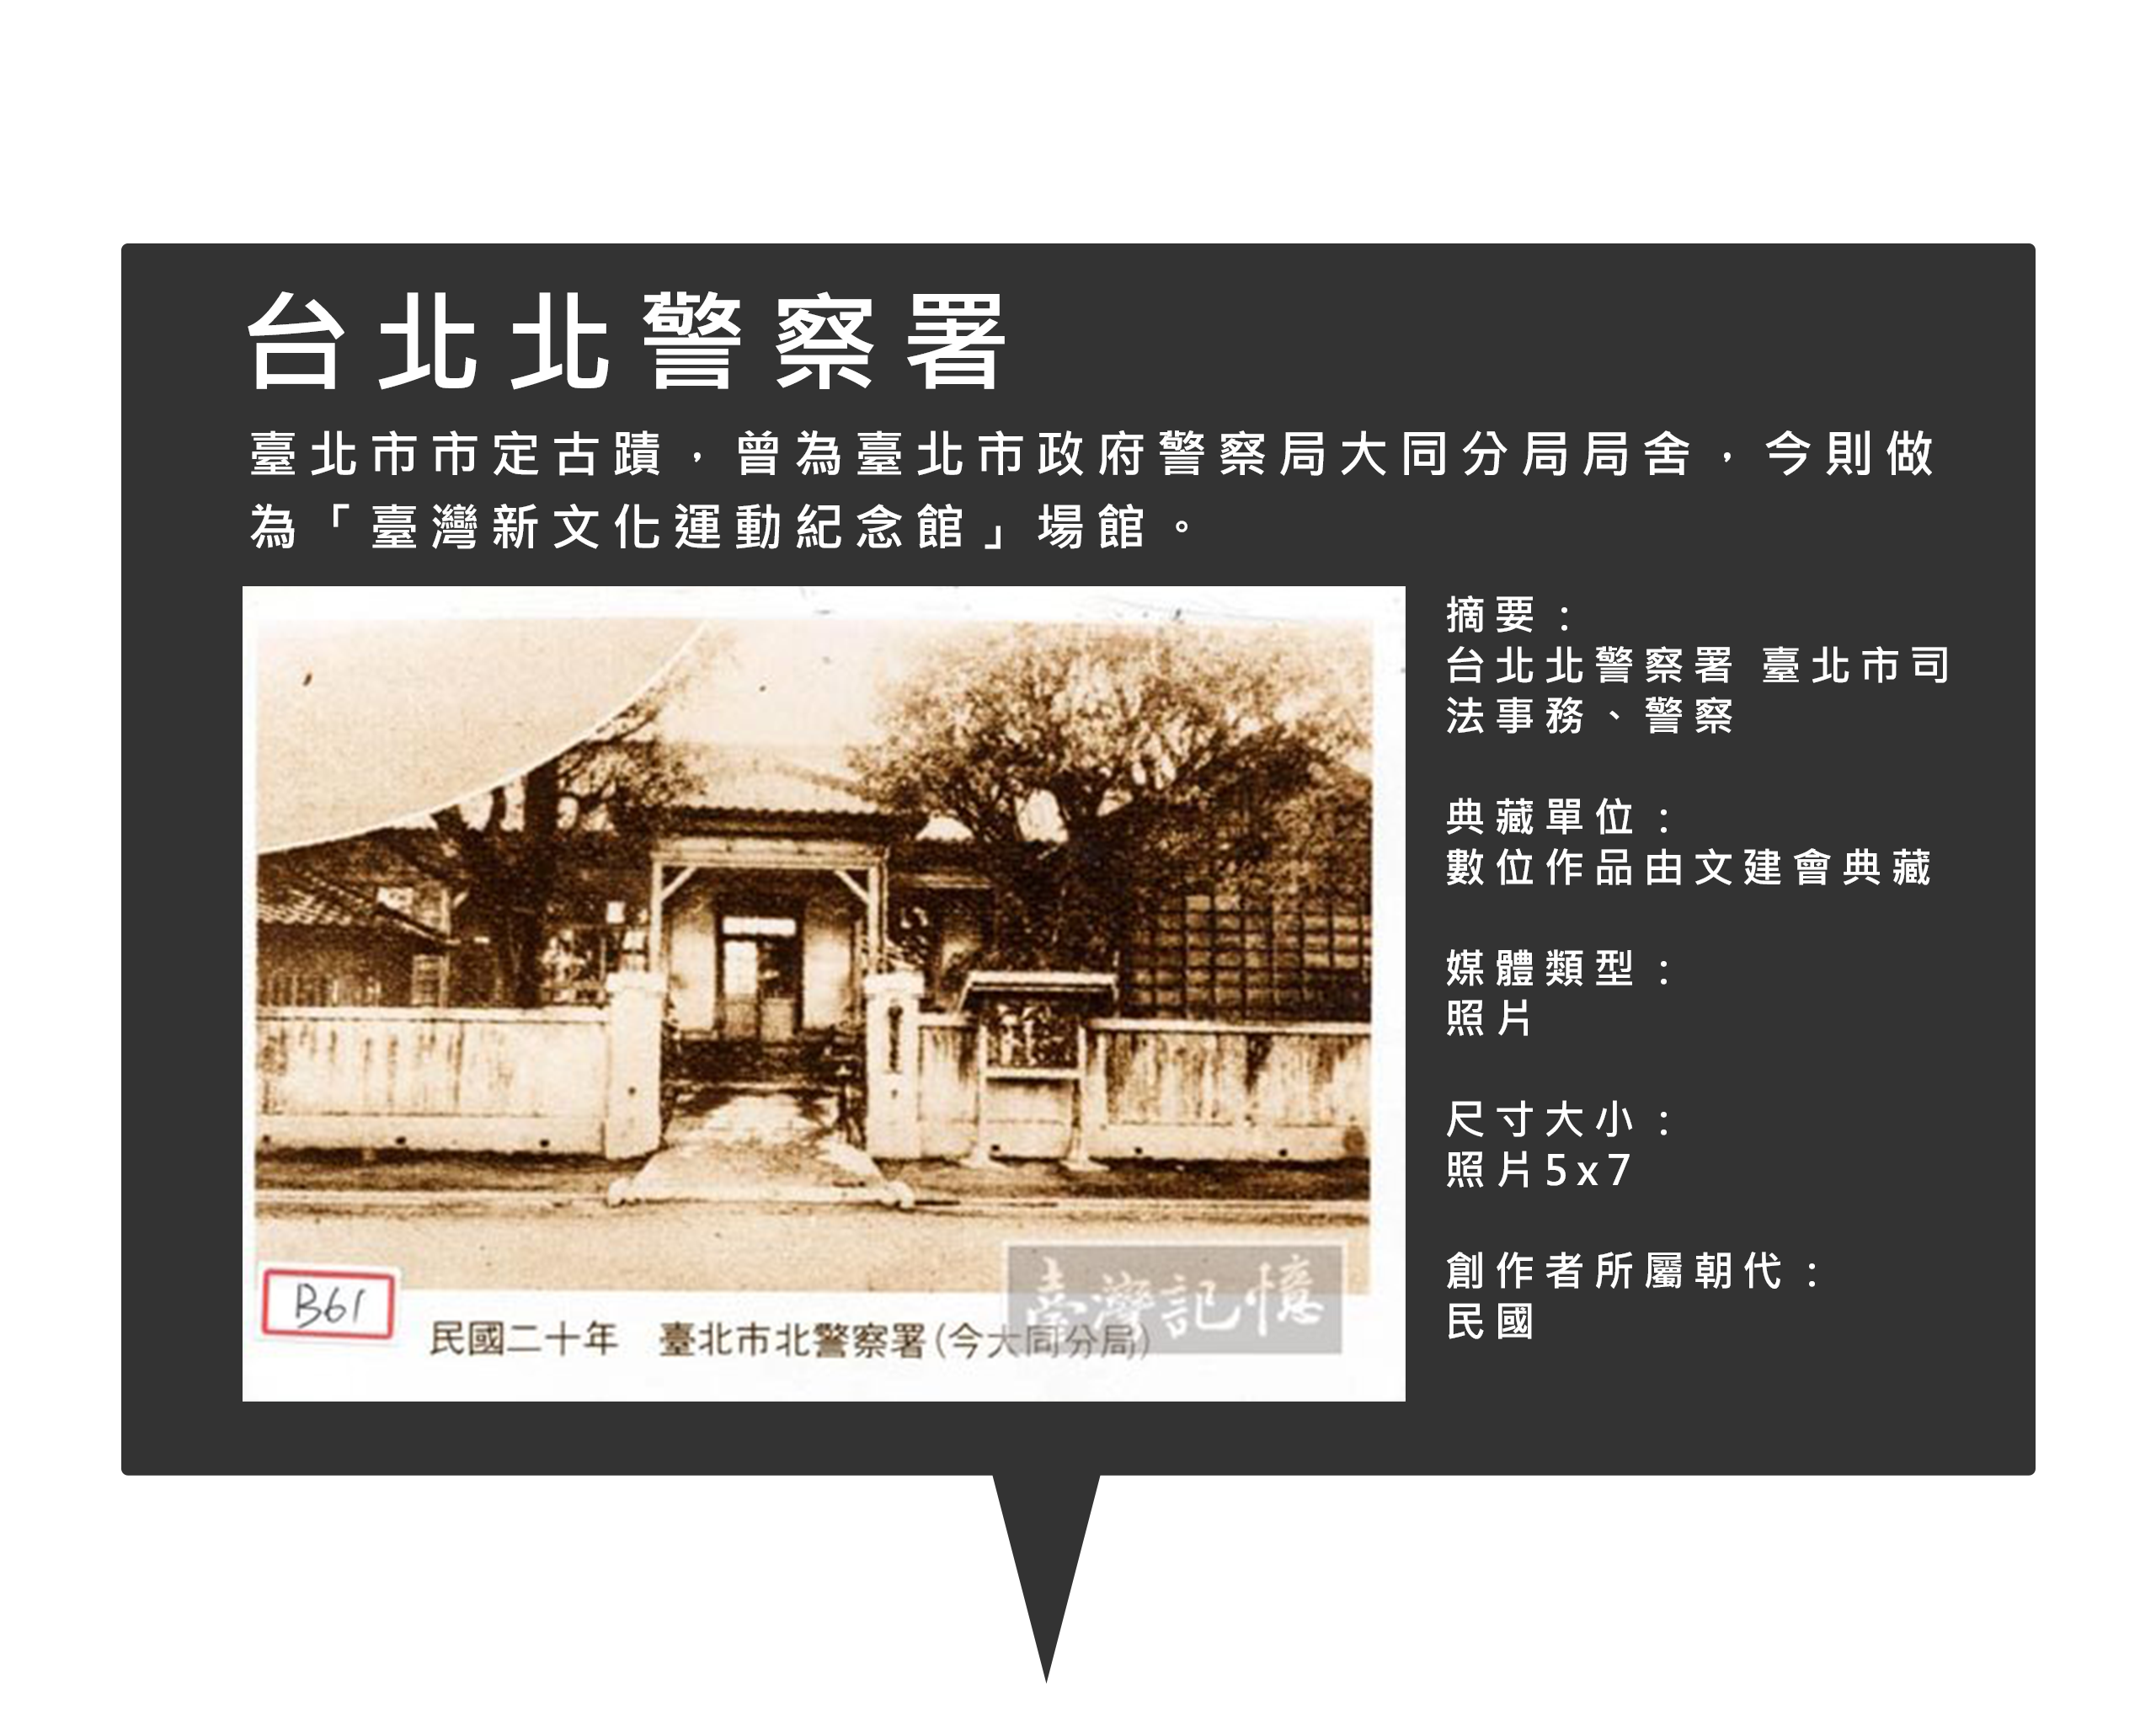 台北北警察署
臺北市市定古蹟，曾為臺北市政府警察局大同分局局舍，今則做
為「臺灣新文化運動紀念館」場館。
摘要：
台北北警察署 臺北市司
法事務、警察
典藏單位：
數位作品由文建會典藏
媒體類型：
照片
尺寸大小：
照片5x7
創作者所屬朝代：
民國
B61
臺灣記憶
民國二十年　臺北市北警察署(今大同分局)